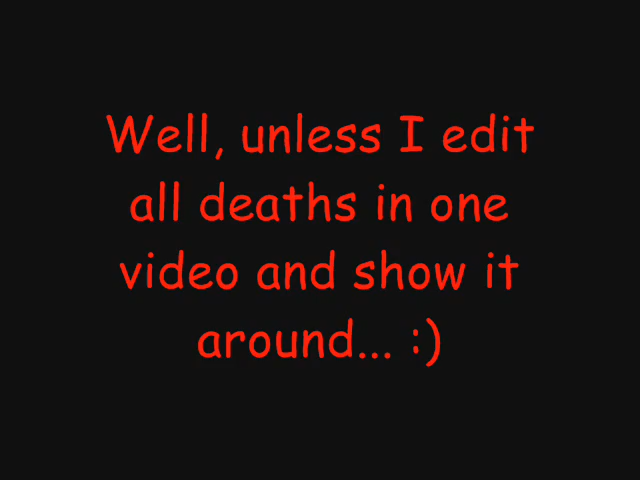 Well, unless I edit
all deaths in one
video and show it
around... :)